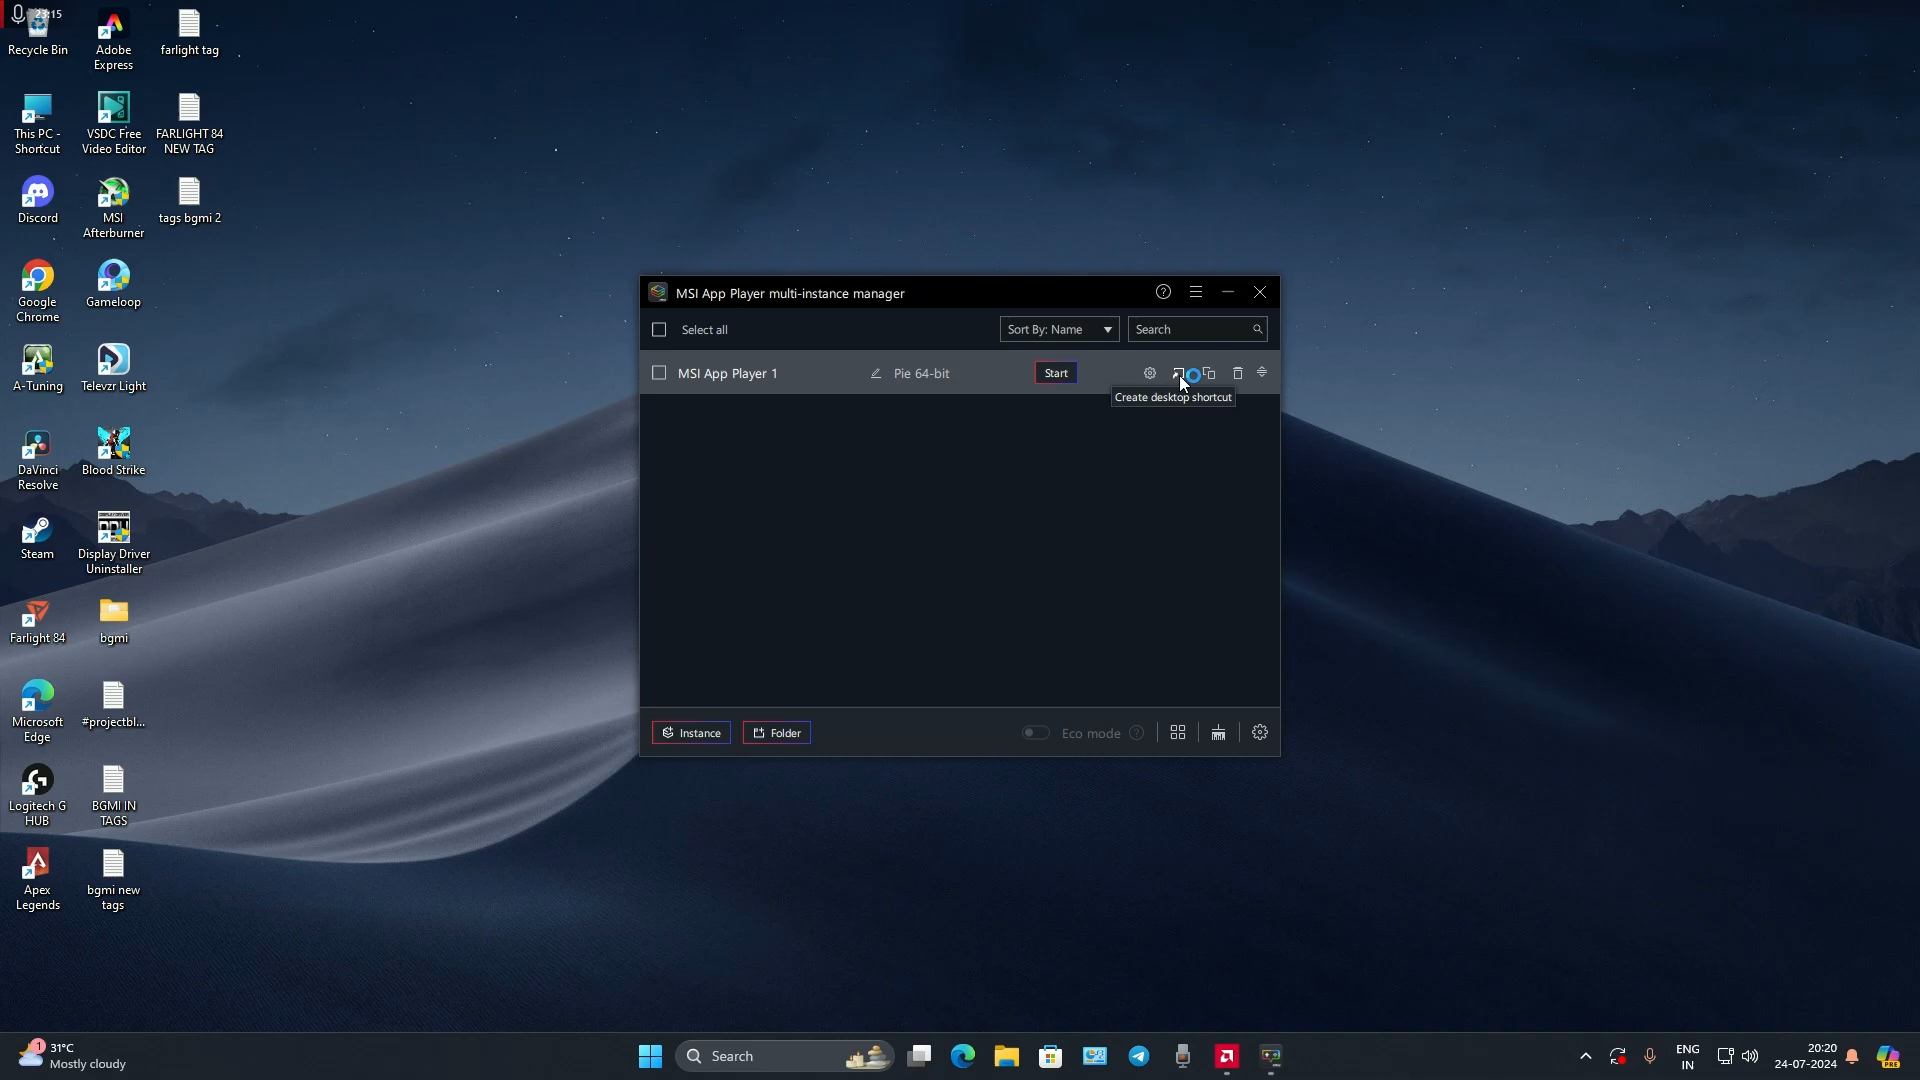 23:15
Recycle Bin
Adobe
Express
farlight tag
This PC -
Shortcut
VSDC Free
Video Editor
FARLIGHT 84
NEW TAG
Discord
MSI
Afterburner
tags bgmi 2
Google
Chrome
Gameloop
A-Tuning
Televzr Light
DaVinci
Resolve
Blood Strike
Steam
Display Driver
Uninstaller
Farlight 84
bgmi
Microsoft
Edge
#projectbl...
Logitech G
HUB
BGMI IN
TAGS
Apex
Legends
bgmi new
tags
MSI App Player multi-instance manager
Select all
Sort By: Name
Search
MSI App Player 1
Pie 64-bit
Start
Create desktop shortcut
Instance
Folder
Eco mode
1
31°C
Mostly cloudy
Search
ENG
IN
20:20
24-07-2024
PRE